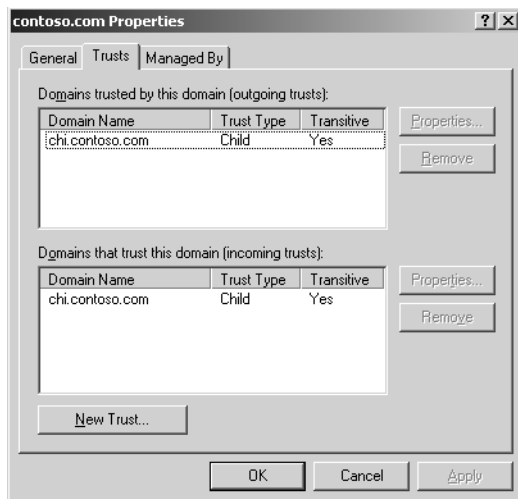 contoso.com Properties
General Trusts Managed By
Domains trusted by this domain (outgoing trusts):
Domain Name Trust Type Transitive
chi.contoso.com Child Yes
Properties...
Remove
Domains that trust this domain (incoming trusts):
Domain Name Trust Type Transitive
chi.contoso.com Child Yes
Properties...
Remove
New Trust...
OK Cancel Apply